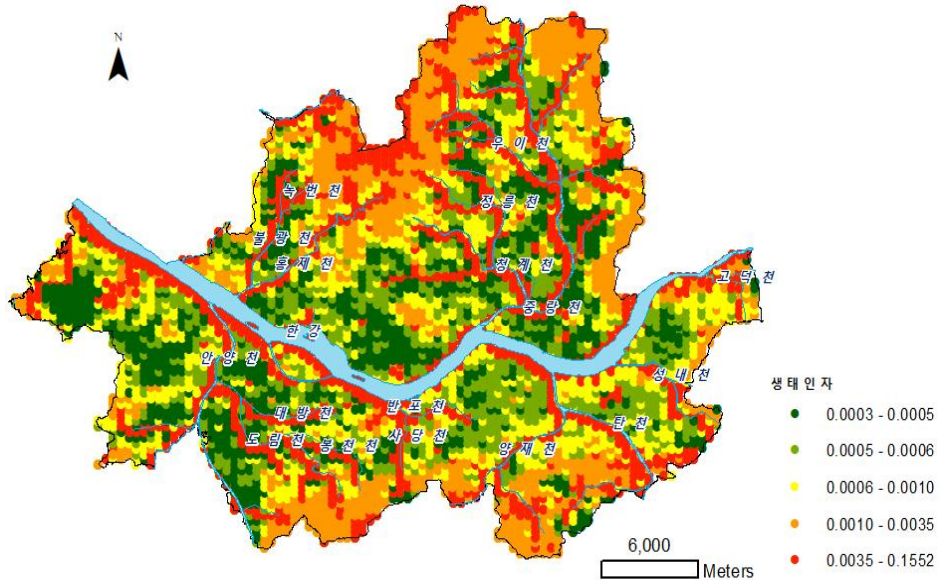 N
우이천
녹번천
정릉천
불광천
홍제천
청계천
고덕천
중랑천
한강
안양천
성내천
반포천
대방천
도림천
봉천천
사당천
탄천
양재천
생태인자
0.0003 - 0.0005
0.0005 - 0.0006
0.0006 - 0.0010
0.0010 - 0.0035
0.0035 - 0.1552
6,000
Meters